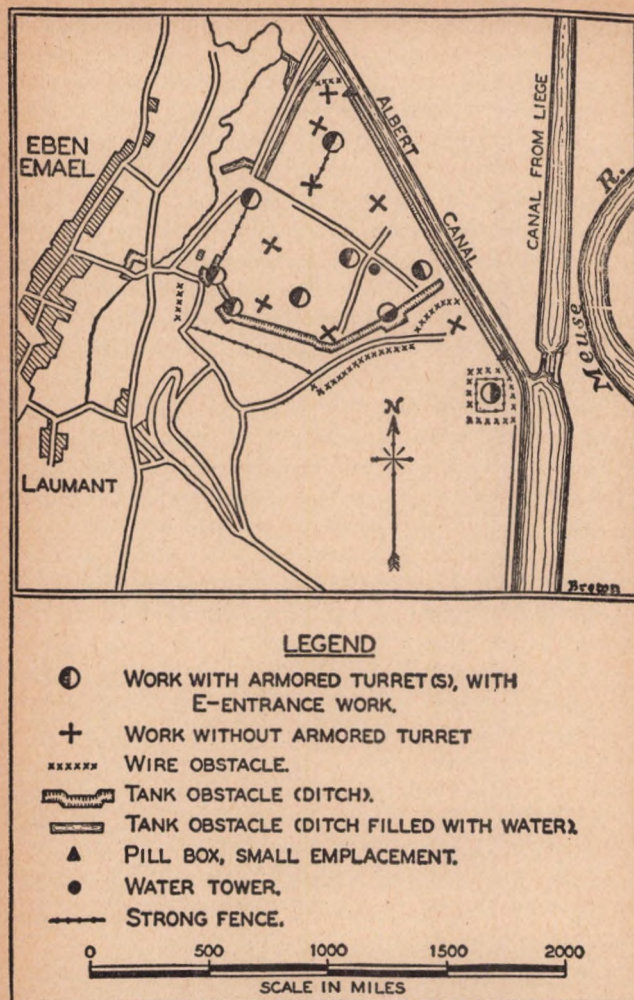 EBEN
EMAEL
ALBERT
CANAL
CANAL FROM LIEGE
R.
Meuse
N
LAUMANT
Brown
LEGEND
WORK WITH ARMORED TURRET(S), WITH
E-ENTRANCE WORK.
WORK WITHOUT ARMORED TURRET
WIRE OBSTACLE.
TANK OBSTACLE (DITCH).
TANK OBSTACLE (DITCH FILLED WITH WATER).
PILL BOX, SMALL EMPLACEMENT.
WATER TOWER.
STRONG FENCE.
0 500 1000 1500 2000
SCALE IN MILES